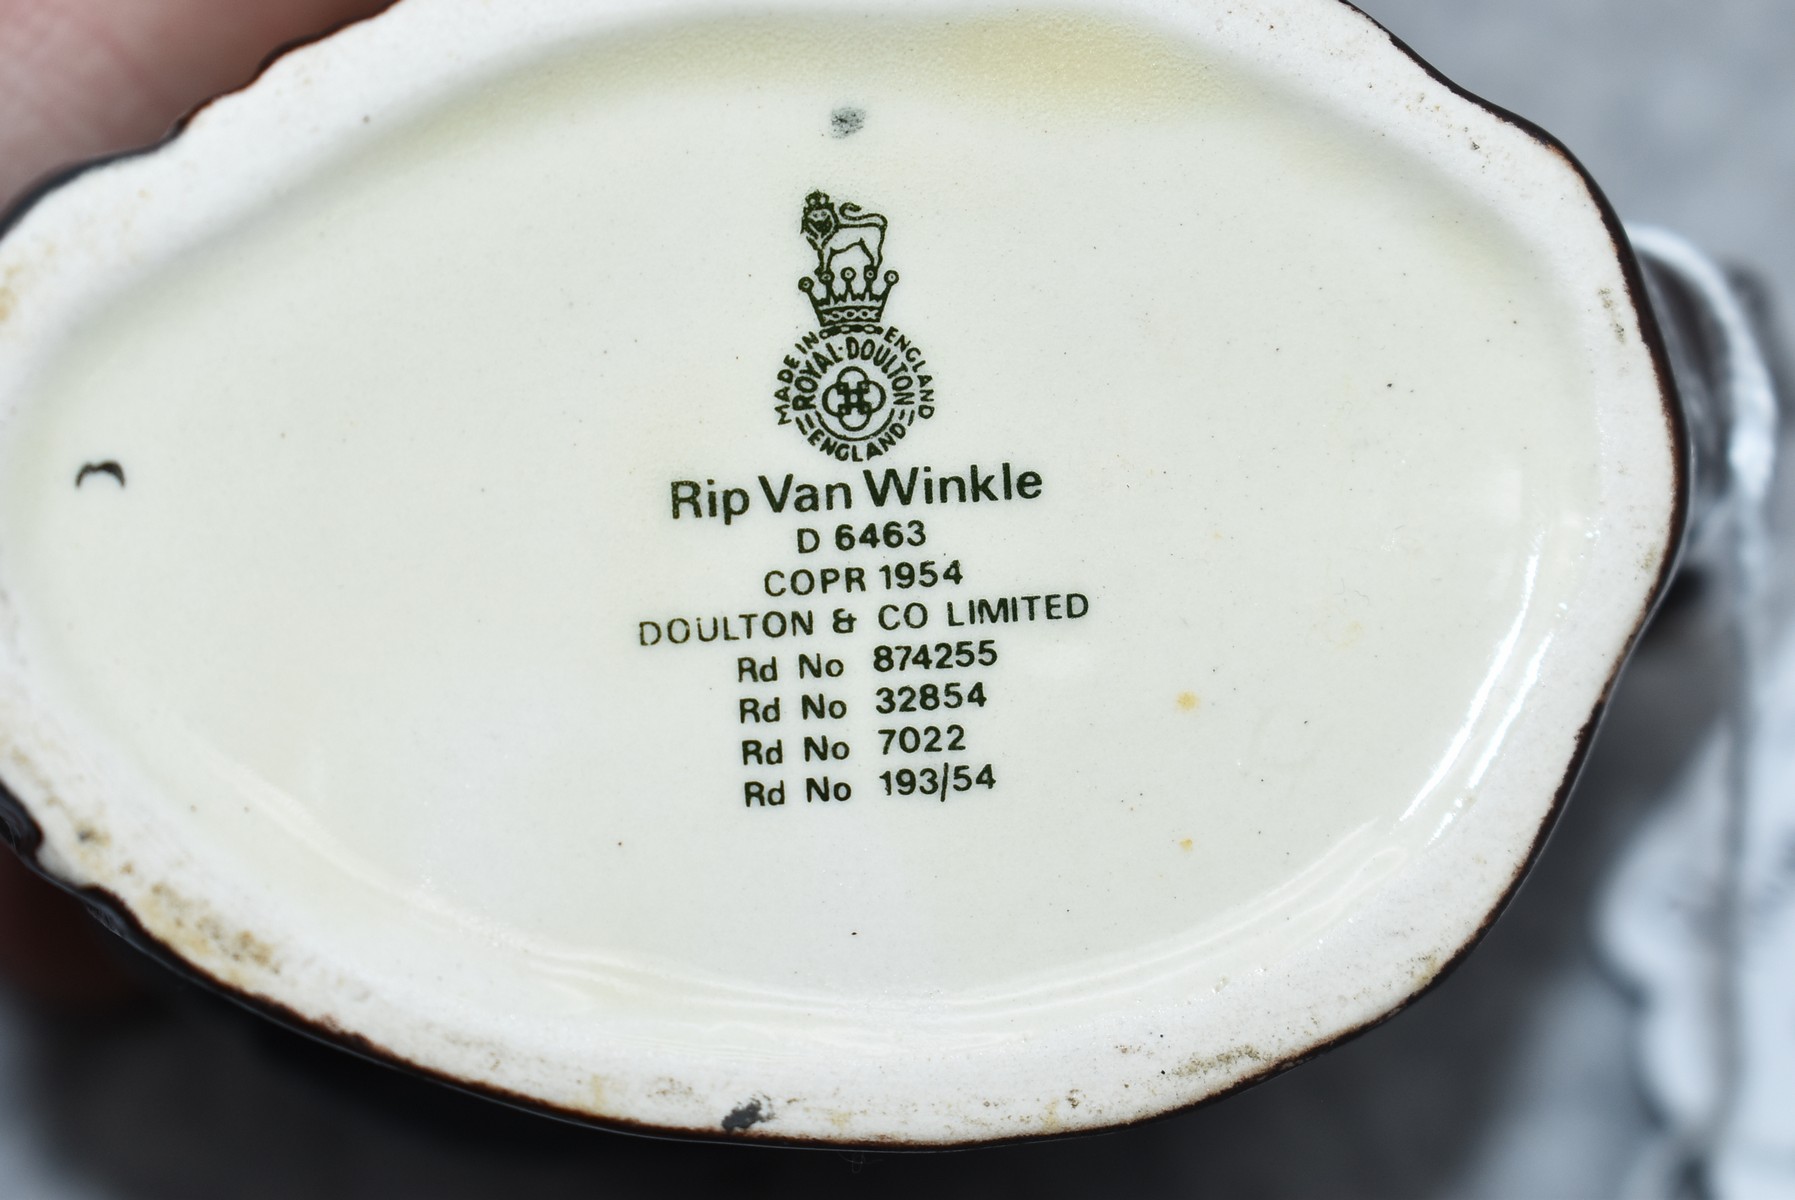 MADE IN ENGLAND
ROYAL·DOULTON
ENGLAND
Rip Van Winkle
D 6463
COPR 1954
DOULTON & CO LIMITED
Rd No 874255
Rd No 32854
Rd No 7022
Rd No 193/54